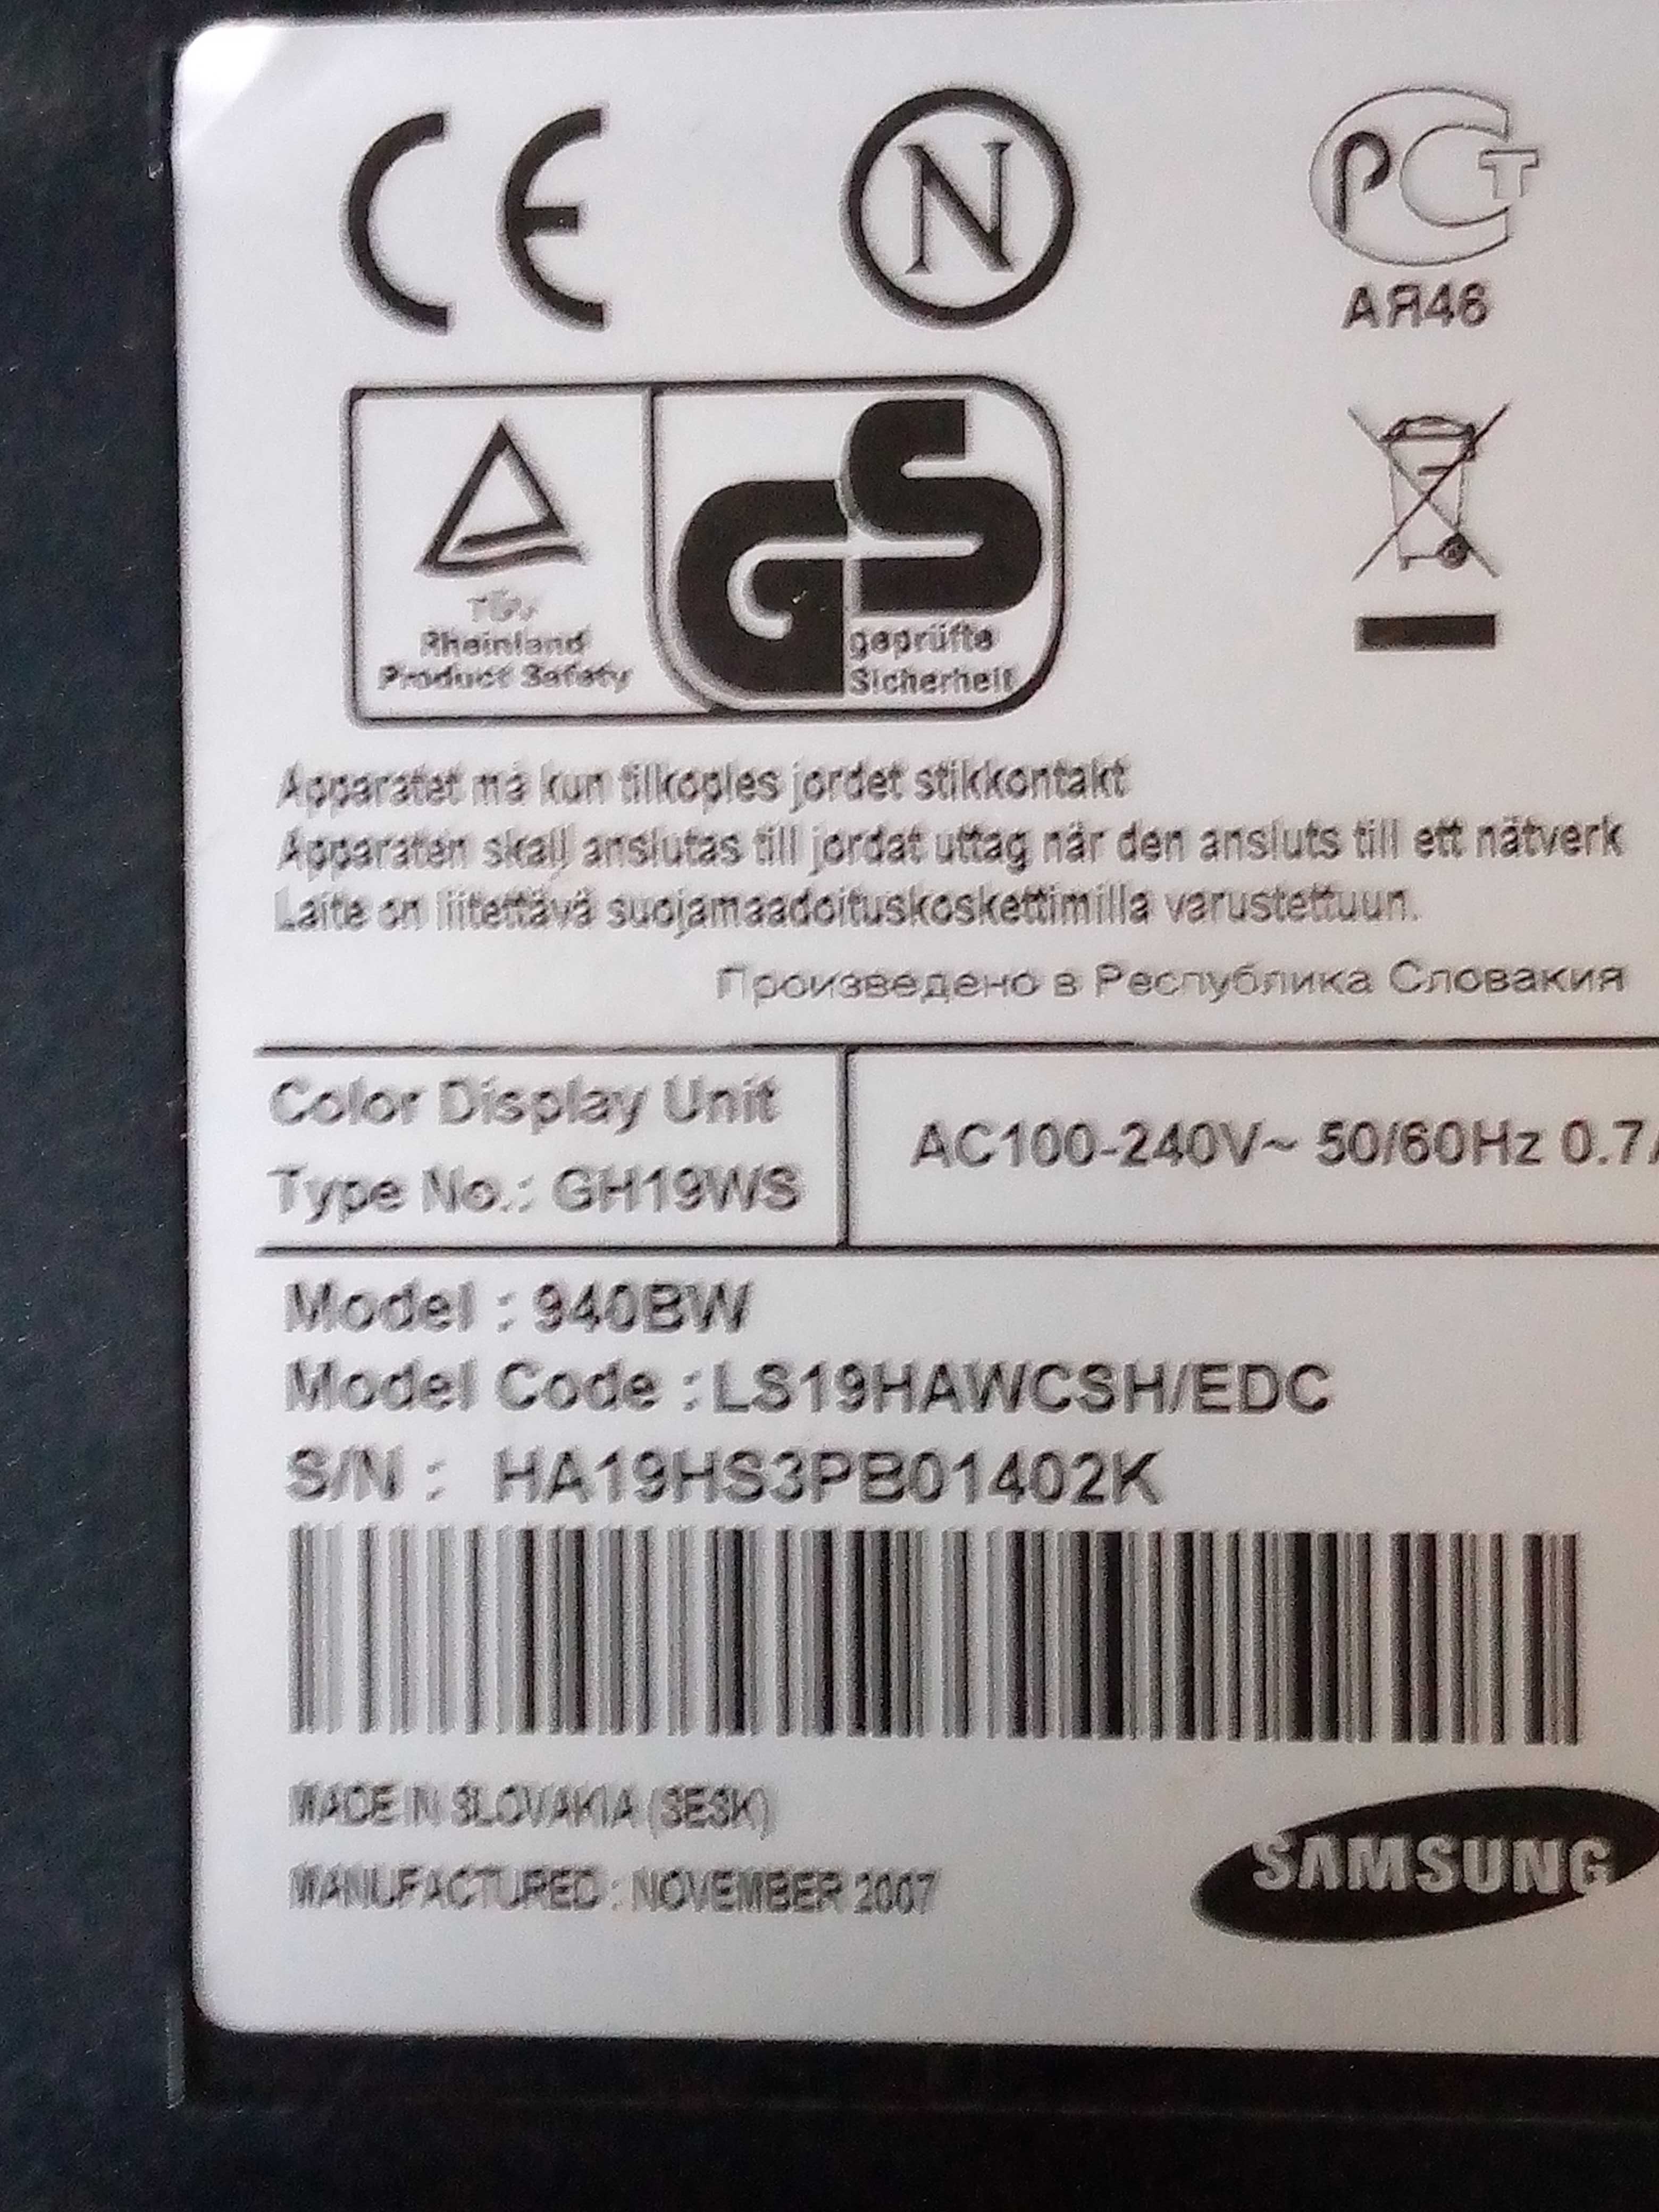 CE N PCT
АЯ46
TÜV
Rheinland
Product Safety
GS
geprüfte
Sicherheit
Apparatet må kun tilkoples jordet stikkontakt
Apparaten skall anslutas till jordat uttag när den ansluts till ett nätverk
Laite on liitettävä suojamaadoituskoskettimilla varustettuun.
Произведено в Республика Словакия
Color Display Unit
Type No.: GH19WS
AC100-240V~ 50/60Hz 0.7A
Model : 940BW
Model Code : LS19HAWCSH/EDC
S/N : HA19HS3PB01402K
MADE IN SLOVAKIA (SESK)
MANUFACTURED : NOVEMBER 2007
SAMSUNG